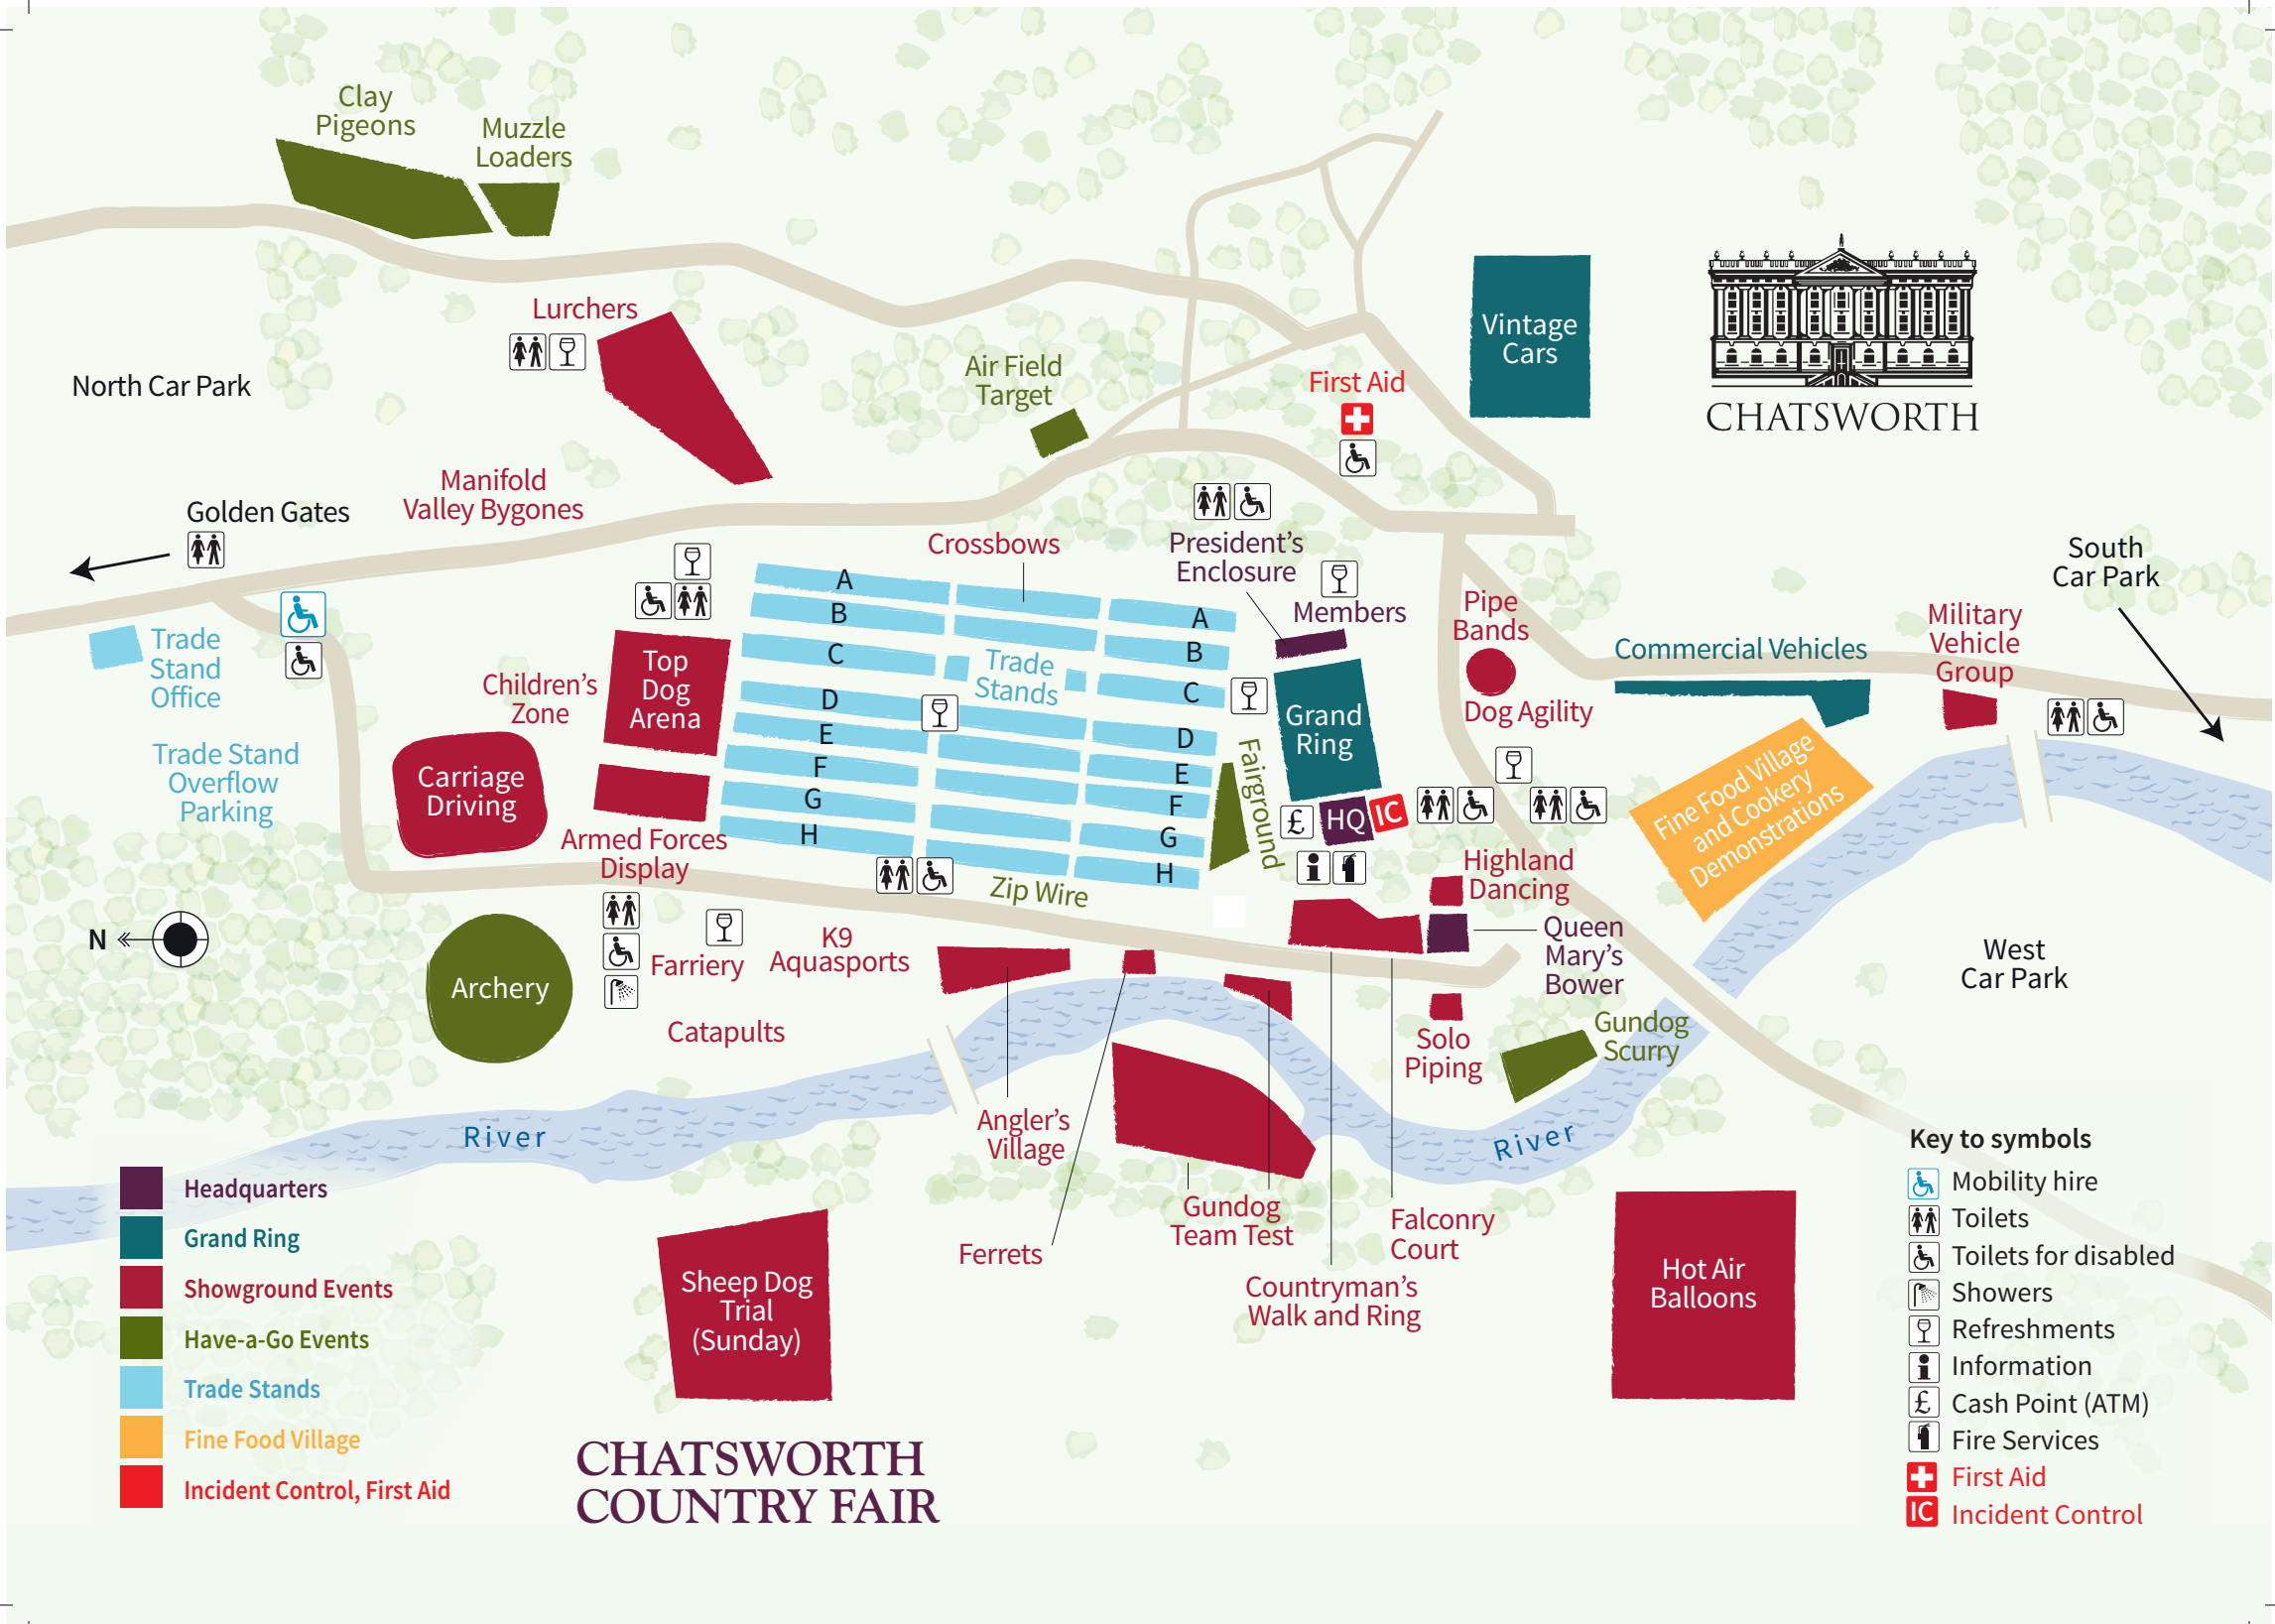 Clay
Pigeons
Muzzle
Loaders
Lurchers
North Car Park
Air Field
Target
First Aid
Vintage
Cars
CHATSWORTH
Manifold
Valley Bygones
Golden Gates
Crossbows
President's
Enclosure
Members
Pipe
Bands
Dog Agility
South
Car Park
Military
Vehicle
Group
Commercial Vehicles
Trade
Stand
Office
Trade Stand
Overflow
Parking
Children's
Zone
Top
Dog
Arena
A
B
C
D
E
F
G
H
Trade
Stands
A
B
C
D
E
F
G
H
Grand
Ring
Fairground
£
HQ
IC
i
Fine Food Village
and Cookery
Demonstrations
Carriage
Driving
Armed Forces
Display
Zip Wire
Highland
Dancing
Queen
Mary's
Bower
West
Car Park
N
Archery
Farriery
K9
Aquasports
Catapults
Solo
Piping
Gundog
Scurry
River
Angler's
Village
River
Gundog
Team Test
Ferrets
Falconry
Court
Countryman's
Walk and Ring
Sheep Dog
Trial
(Sunday)
Hot Air
Balloons
Headquarters
Grand Ring
Showground Events
Have-a-Go Events
Trade Stands
Fine Food Village
Incident Control, First Aid
CHATSWORTH
COUNTRY FAIR
Key to symbols
Mobility hire
Toilets
Toilets for disabled
Showers
Refreshments
i Information
£ Cash Point (ATM)
Fire Services
First Aid
IC Incident Control